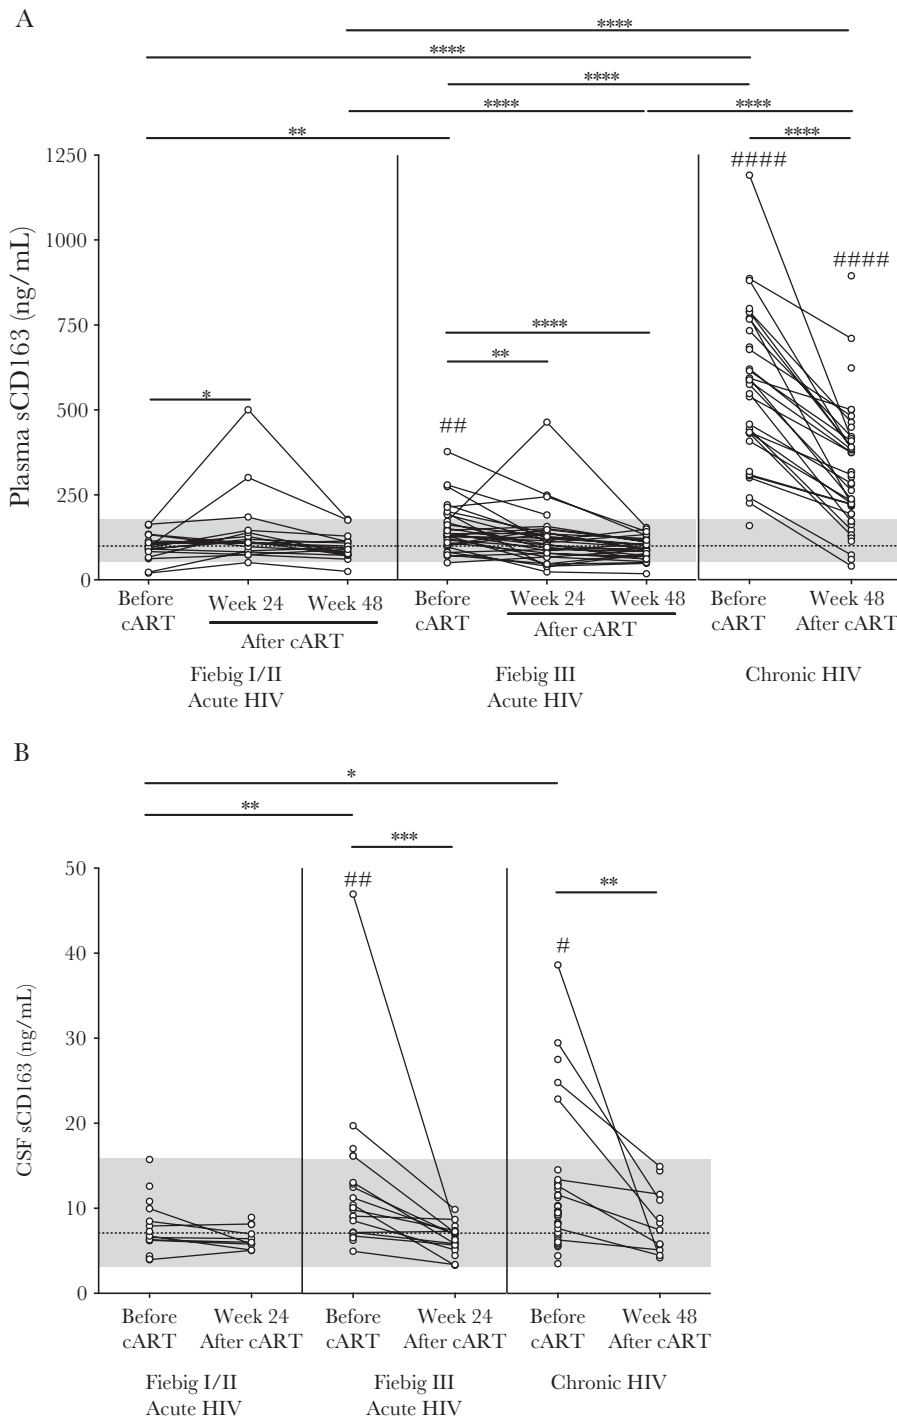 A
****
****
****
**** ****
** ****
1250
1000
750
500
250
0
Plasma sCD163 (ng/mL)
####
####
****
**
*
##
Before
cART
Week 24 Week 48
After cART
Before
cART
Week 24 Week 48
After cART
Before
cART
Week 48
After cART
Fiebig I/II
Acute HIV
Fiebig III
Acute HIV
Chronic HIV
B
*
**
***
**
50
40
30
20
10
0
CSF sCD163 (ng/mL)
##
#
Before
cART
Week 24
After cART
Before
cART
Week 24
After cART
Before
cART
Week 48
After cART
Fiebig I/II
Acute HIV
Fiebig III
Acute HIV
Chronic HIV